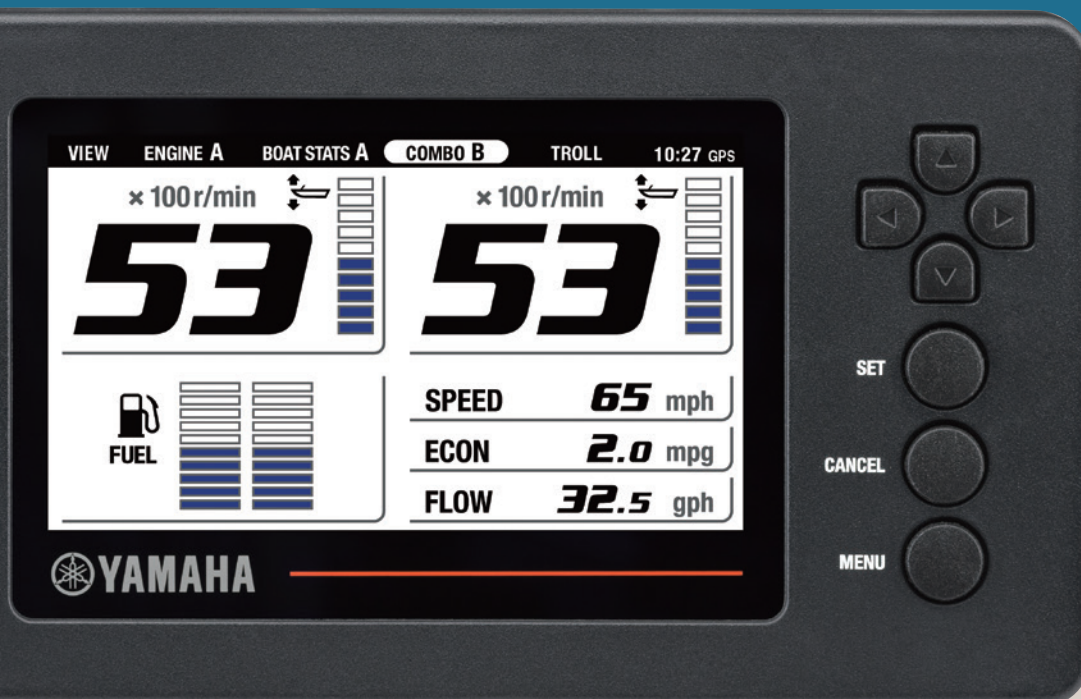 VIEW ENGINE A BOAT STATS A COMBO B TROLL 10:27 GPS
× 100 r/min × 100 r/min
53 53
SPEED 65 mph
FUEL ECON 2.0 mpg
FLOW 32.5 gph
SET
CANCEL
MENU
YAMAHA